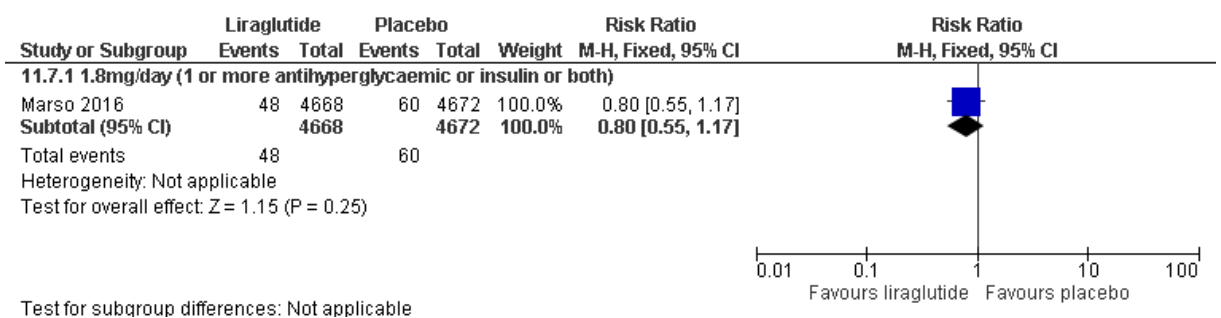 Liraglutide Placebo Risk Ratio Risk Ratio
Study or Subgroup Events Total Events Total Weight M-H, Fixed, 95% CI M-H, Fixed, 95% CI
11.7.1 1.8mg/day (1 or more antihyperglycaemic or insulin or both)
Marso 2016 48 4668 60 4672 100.0% 0.80 [0.55, 1.17]
Subtotal (95% CI) 4668 4672 100.0% 0.80 [0.55, 1.17]
Total events 48 60
Heterogeneity: Not applicable
Test for overall effect: Z = 1.15 (P = 0.25)
0.01 0.1 1 10 100
Favours liraglutide Favours placebo
Test for subgroup differences: Not applicable